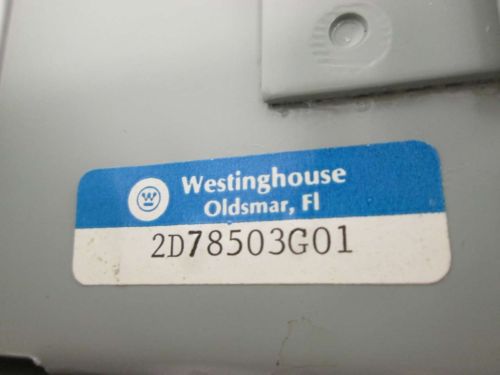 W
Westinghouse
Oldsmar, Fl
2D78503G01